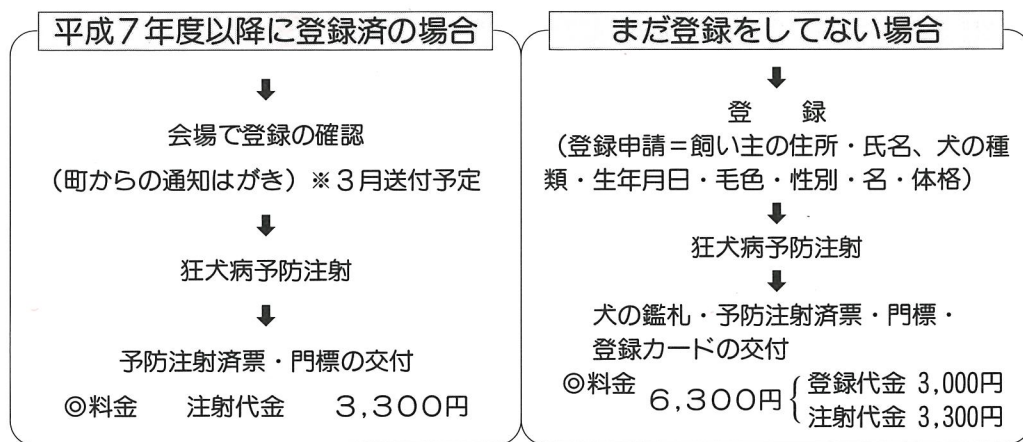 平成7年度以降に登録済の場合
⬇
会場で登録の確認
(町からの通知はがき)※3月送付予定
⬇
狂犬病予防注射
⬇
予防注射済票・門標の交付
◎料金 注射代金 3,300円
まだ登録をしてない場合
⬇
登 録
(登録申請=飼い主の住所・氏名、犬の種
類・生年月日・毛色・性別・名・体格)
⬇
狂犬病予防注射
⬇
犬の鑑札・予防注射済票・門標・
登録カードの交付
◎料金 6,300円
登録代金 3,000円
注射代金 3,300円